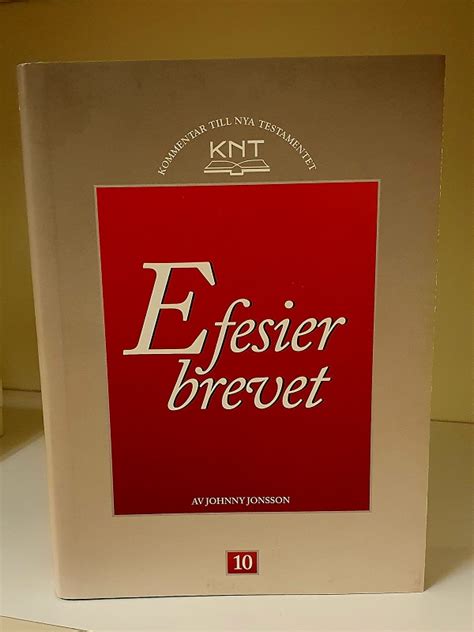 KOMMENTAR TILL NYA TESTAMENTET
KNT
Efesier
brevet
AV JOHNNY JONSSON
10